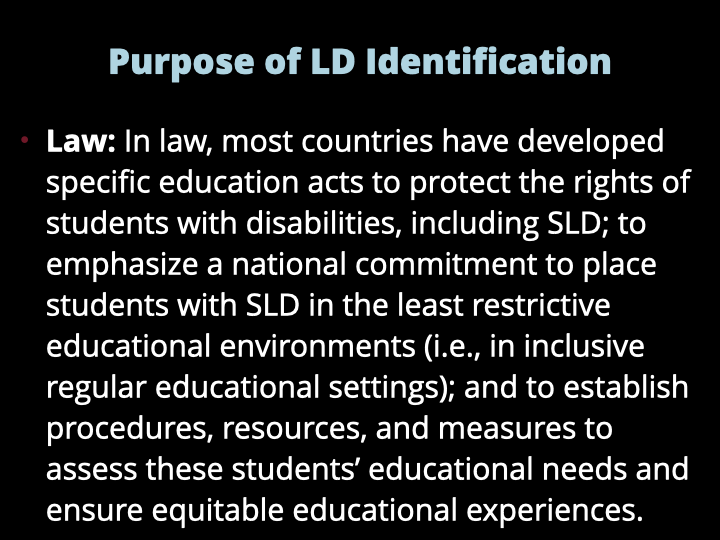 Purpose of LD Identification
• Law: In law, most countries have developed
specific education acts to protect the rights of
students with disabilities, including SLD; to
emphasize a national commitment to place
students with SLD in the least restrictive
educational environments (i.e., in inclusive
regular educational settings); and to establish
procedures, resources, and measures to
assess these students’ educational needs and
ensure equitable educational experiences.